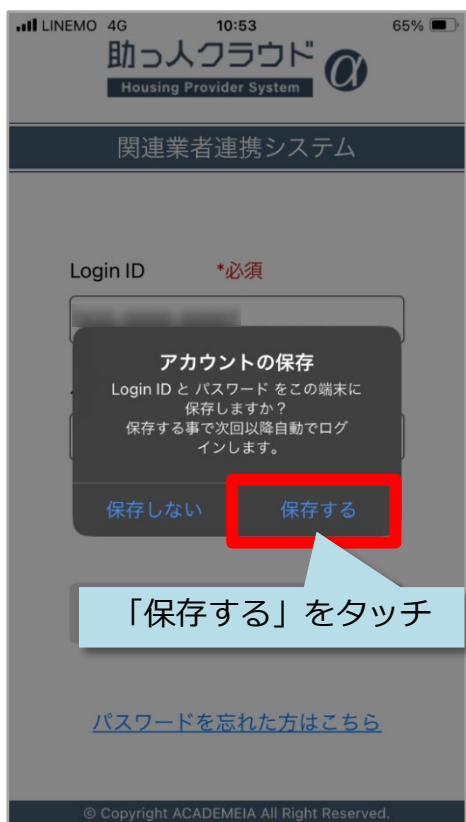 LINEMO 4G 10:53 65%
助っ人クラウド α
Housing Provider System
関連業者連携システム
Login ID *必須
アカウントの保存
Login ID と パスワード をこの端末に
保存しますか？
保存する事で次回以降自動でログ
インします。
保存しない 保存する
「保存する」をタッチ
パスワードを忘れた方はこちら
© Copyright ACADEMEIA All Right Reserved.